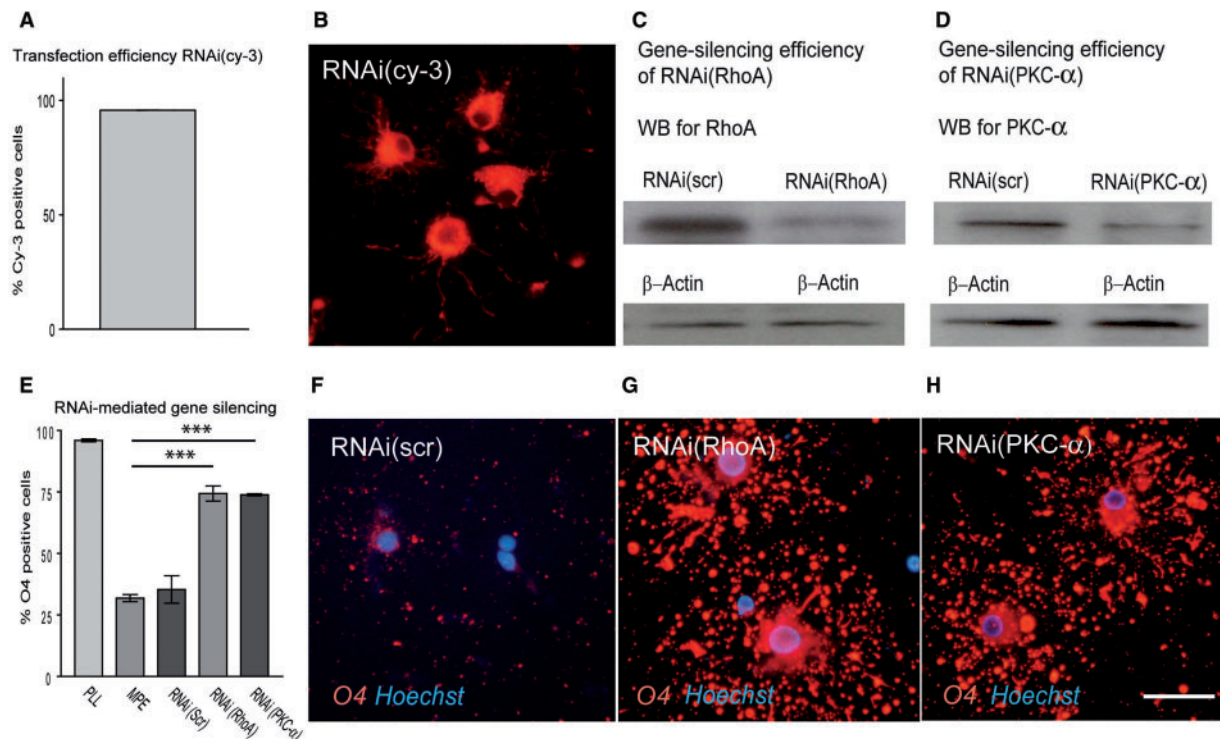 A
Transfection efficiency RNAi(cy-3)
% Cy-3 positive cells
100
50
0
B
RNAi(cy-3)
C
Gene-silencing efficiency
of RNAi(RhoA)
WB for RhoA
RNAi(scr) RNAi(RhoA)
β–Actin β–Actin
D
Gene-silencing efficiency
of RNAi(PKC-α)
WB for PKC-α
RNAi(scr) RNAi(PKC-α)
β–Actin β–Actin
E
RNAi-mediated gene silencing
% O4 positive cells
100
75
50
25
0
***
***
PLL
MPE
RNAi(Scr)
RNAi(RhoA)
RNAi(PKC-α)
F
RNAi(scr)
O4 Hoechst
G
RNAi(RhoA)
O4 Hoechst
H
RNAi(PKC-α)
O4 Hoechst